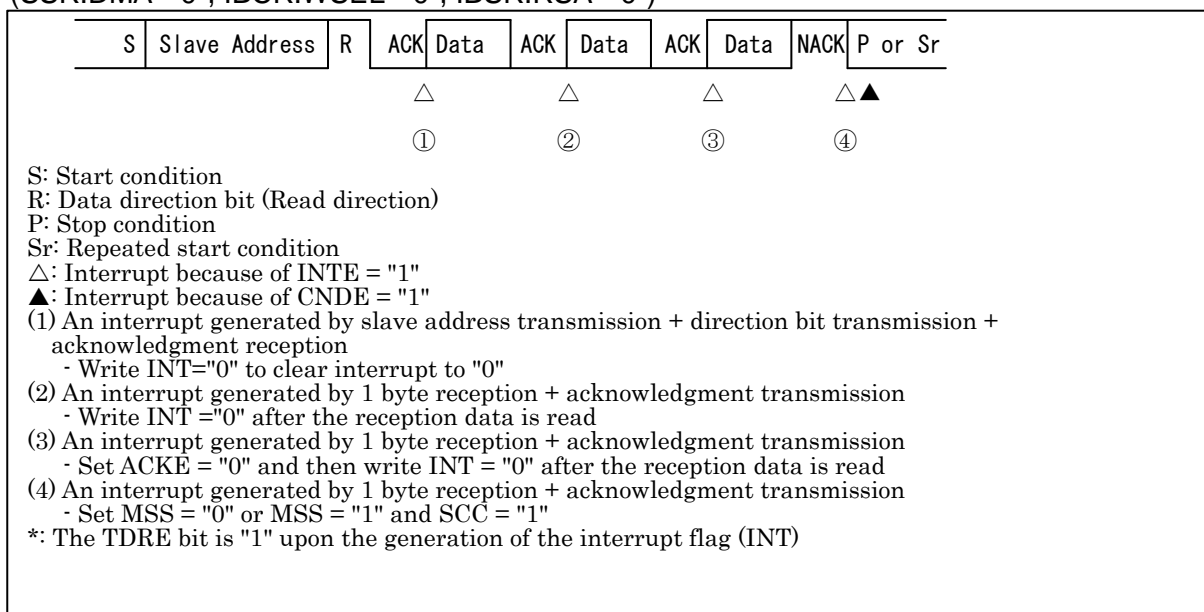 S Slave Address R ACK Data ACK Data ACK Data NACK P or Sr
△ △ △ △▲
① ② ③ ④
S: Start condition
R: Data direction bit (Read direction)
P: Stop condition
Sr: Repeated start condition
△: Interrupt because of INTE = "1"
▲: Interrupt because of CNDE = "1"
(1) An interrupt generated by slave address transmission + direction bit transmission +
acknowledgment reception
- Write INT="0" to clear interrupt to "0"
(2) An interrupt generated by 1 byte reception + acknowledgment transmission
- Write INT ="0" after the reception data is read
(3) An interrupt generated by 1 byte reception + acknowledgment transmission
- Set ACKE = "0" and then write INT = "0" after the reception data is read
(4) An interrupt generated by 1 byte reception + acknowledgment transmission
- Set MSS = "0" or MSS = "1" and SCC = "1"
*: The TDRE bit is "1" upon the generation of the interrupt flag (INT)